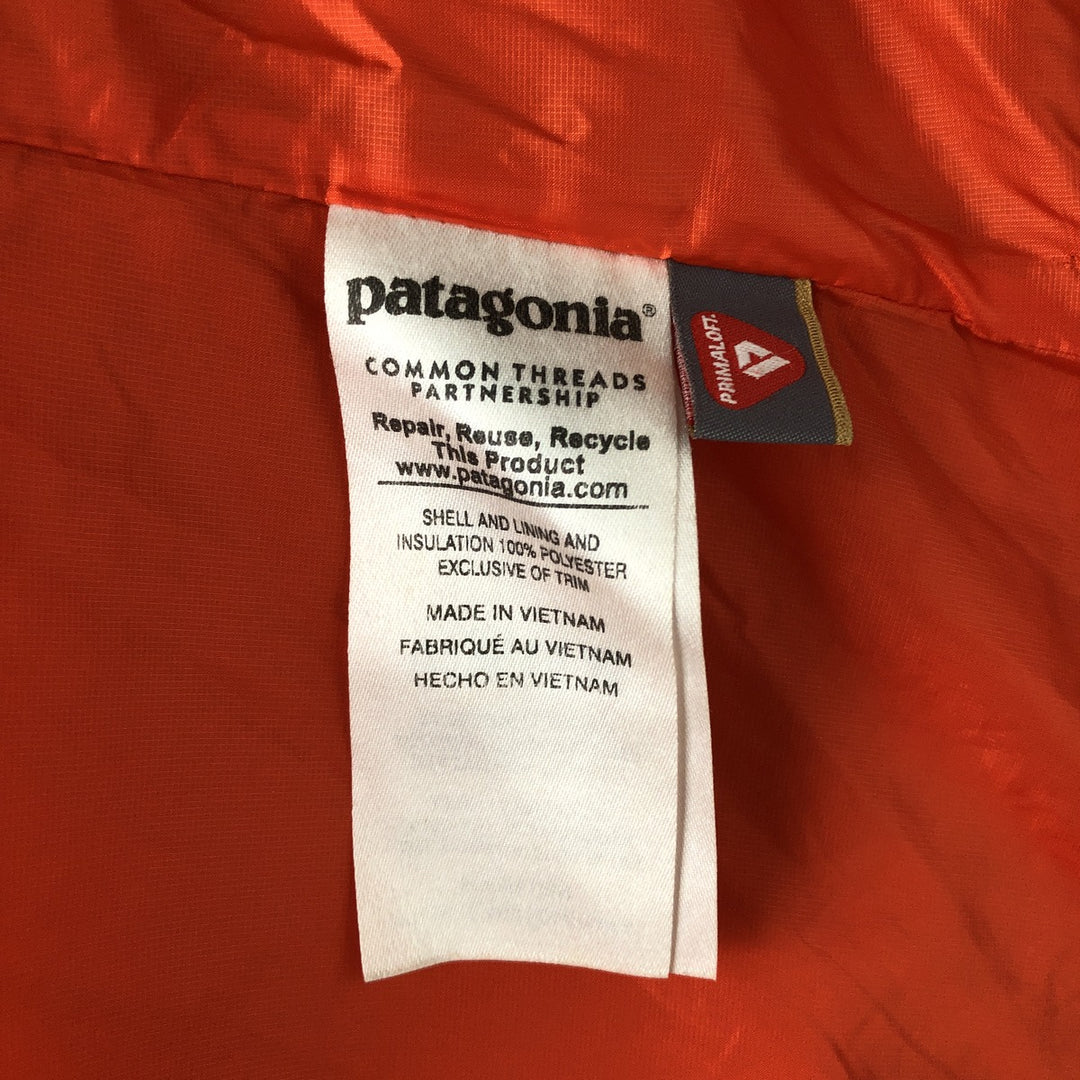 patagonia®
COMMON THREADS
PARTNERSHIP
Repair, Reuse, Recycle
This Product
www.patagonia.com
SHELL AND LINING AND
INSULATION 100% POLYESTER
EXCLUSIVE OF TRIM
MADE IN VIETNAM
FABRIQUÉ AU VIETNAM
HECHO EN VIETNAM
PRIMALOFT.